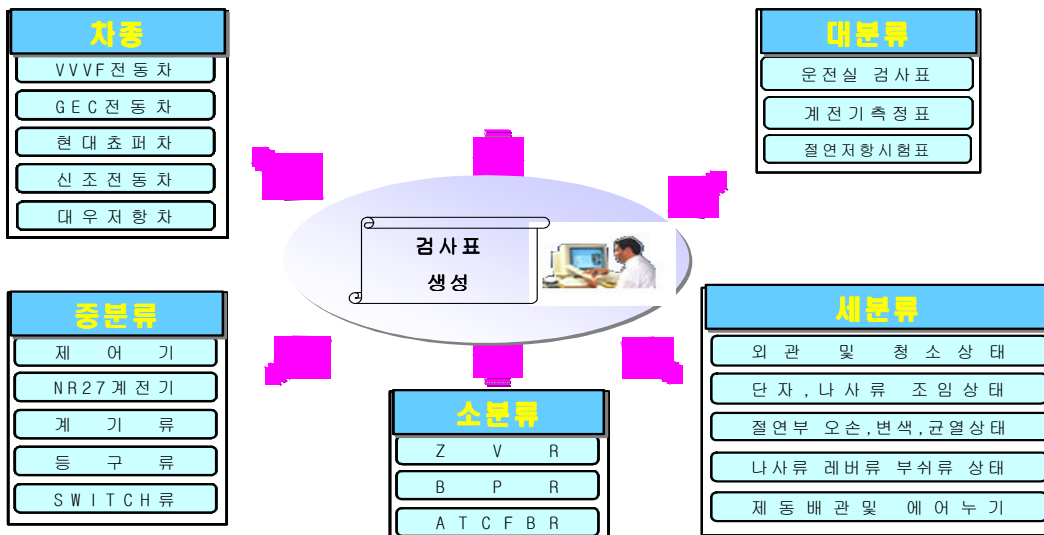 차종
VVVF전동차
GEC전동차
현대쵸퍼차
신조전동차
대우저항차
대분류
운전실 검사표
계전기측정표
절연저항시험표
검사표
생성
중분류
제어기
NR27계전기
계기류
등구류
SWITCH류
소분류
ZVR
BPR
ATCFBR
세분류
외관 및 청소상태
단자,나사류 조임상태
절연부 오손,변색,균열상태
나사류 레버류 부쉬류 상태
제동배관및 에어누기